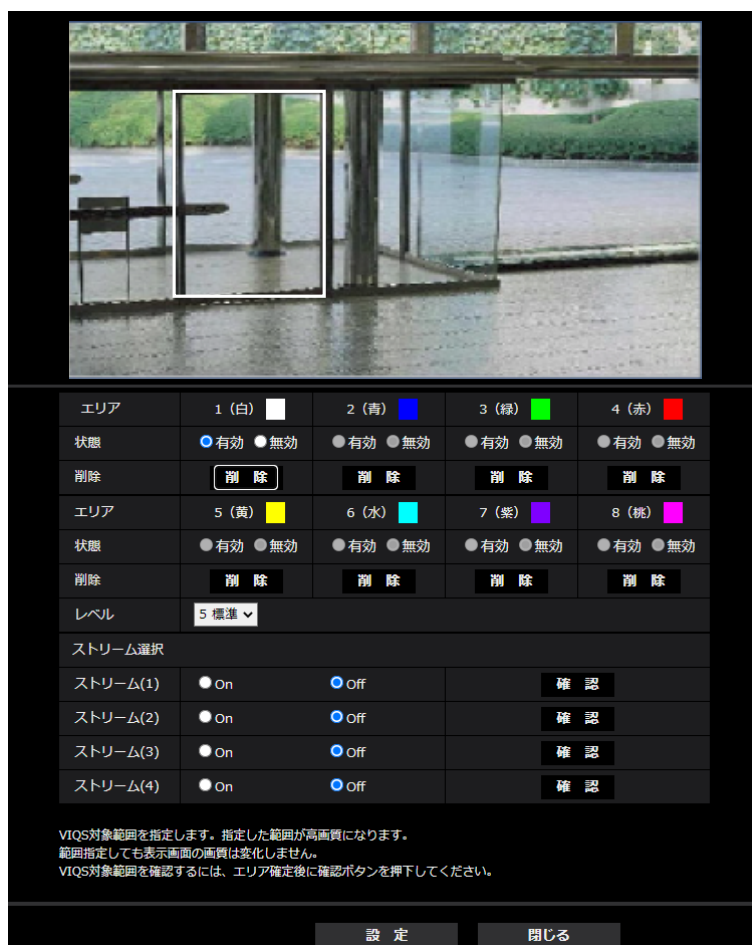 エリア 1（白） 2（青） 3（緑） 4（赤）
状態 有効 無効 有効 無効 有効 無効 有効 無効
削除 削 除 削 除 削 除 削 除
エリア 5（黄） 6（水） 7（紫） 8（桃）
状態 有効 無効 有効 無効 有効 無効 有効 無効
削除 削 除 削 除 削 除 削 除
レベル 5 標準
ストリーム選択
ストリーム(1) On Off 確 認
ストリーム(2) On Off 確 認
ストリーム(3) On Off 確 認
ストリーム(4) On Off 確 認
VIQS対象範囲を指定します。指定した範囲が高画質になります。
範囲指定しても表示画面の画質は変化しません。
VIQS対象範囲を確認するには、エリア確定後に確認ボタンを押下してください。
設 定 閉じる